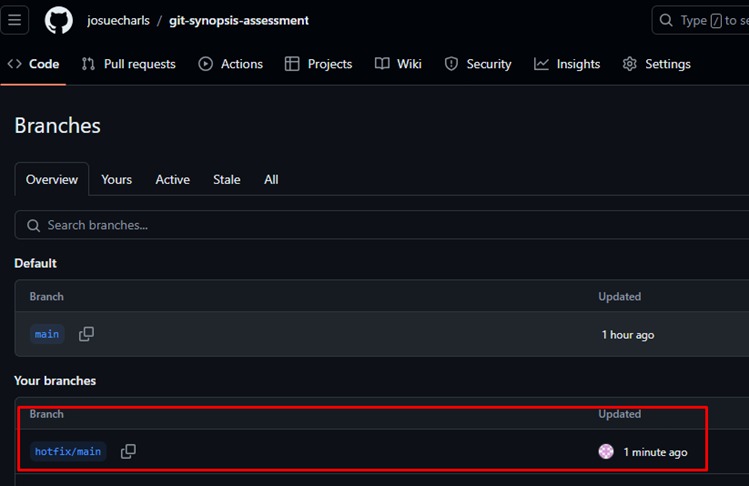 josuecharls / git-synopsis-assessment
Type / to se
Code Pull requests Actions Projects Wiki Security Insights Settings
Branches
Overview Yours Active Stale All
Search branches...
Default
Branch Updated
main 1 hour ago
Your branches
Branch Updated
hotfix/main 1 minute ago